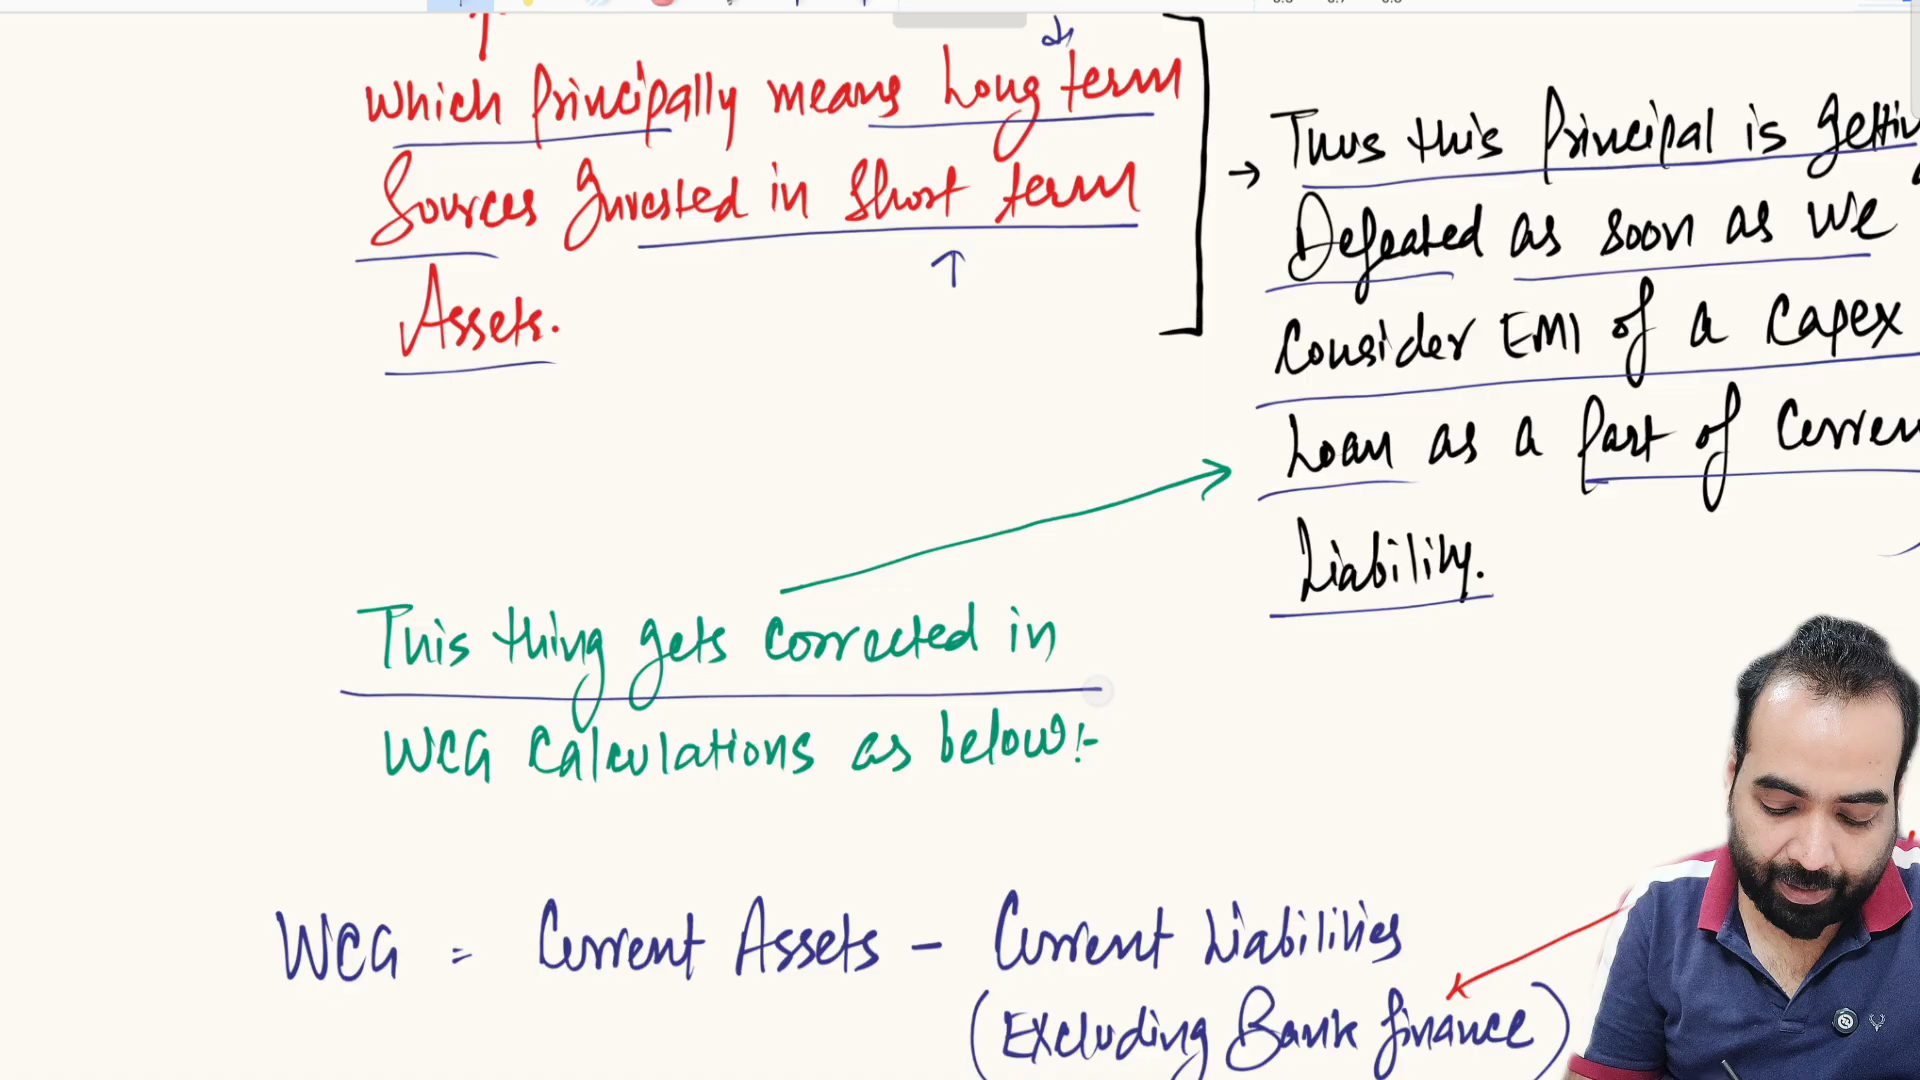 which Principally means Long term
Sources Invested in Short term
Assets.
Thus this Principal is
Defeated as soon as we
Consider EMI of a Capex
Loan as a Part of
Liability.
This thing gets corrected in
WCG Calculations as below:-
WCG = Current Assets - Current Liabilities
(Excluding Bank finance)